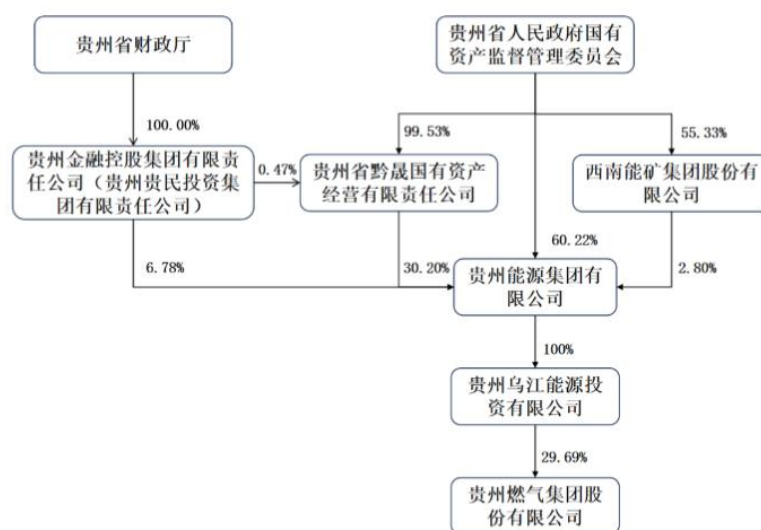 贵州省财政厅
贵州省人民政府国有
资产监督管理委员会
100.00%
99.53%
55.33%
贵州金融控股集团有限责
任公司（贵州贵民投资集
团有限责任公司）
0.47%
贵州省黔晟国有资产
经营有限责任公司
西南能矿集团股份有
限公司
60.22%
6.78%
30.20%
2.80%
贵州能源集团有
限公司
100%
贵州乌江能源投
资有限公司
29.69%
贵州燃气集团股
份有限公司